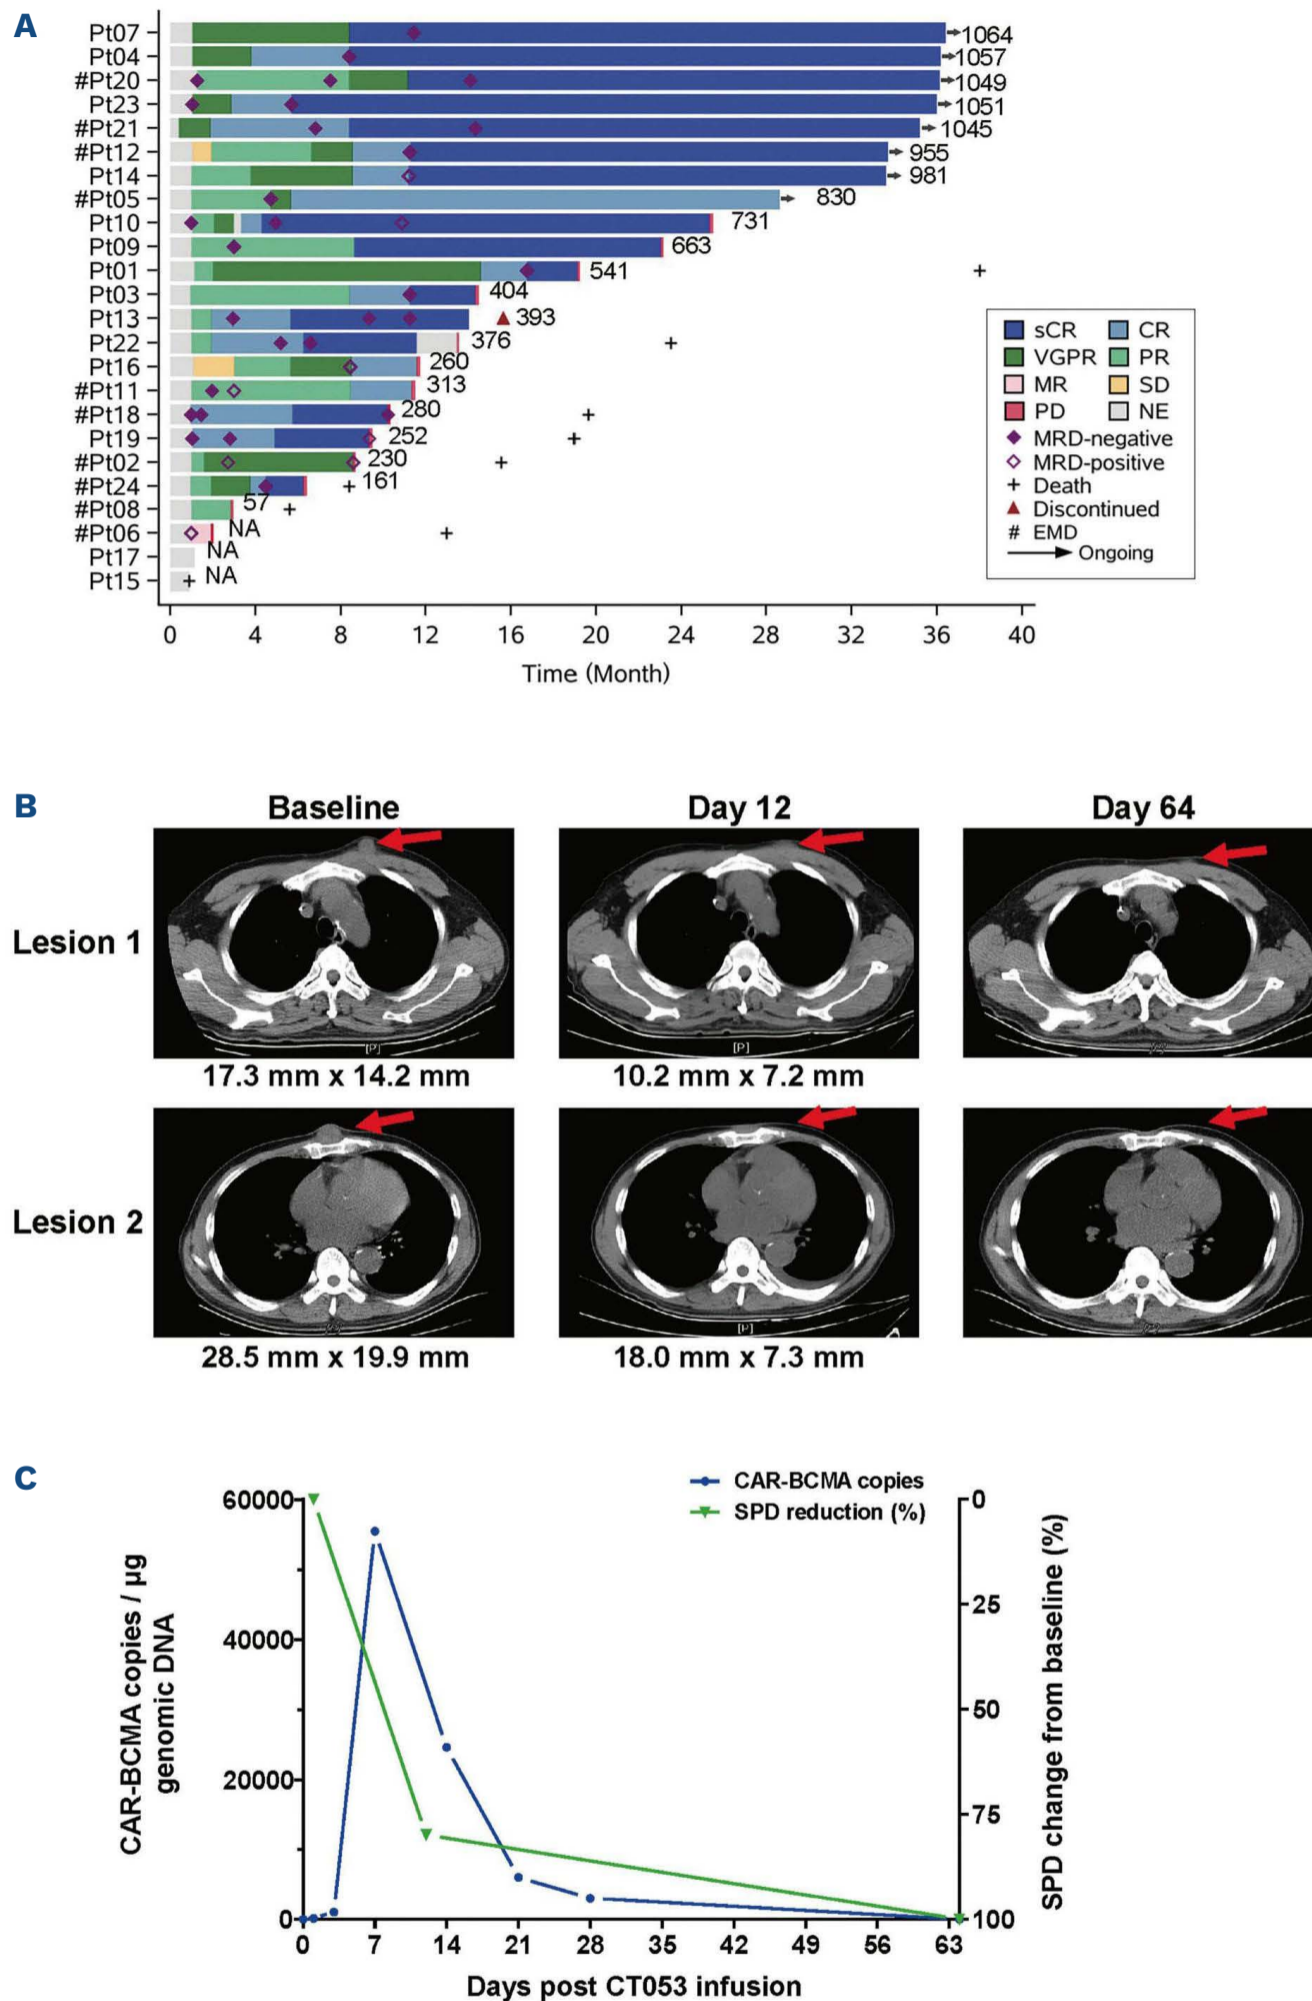 A
Pt07 1064
Pt04 1057
#Pt20 1049
Pt23 1051
#Pt21 1045
#Pt12 955
Pt14 981
#Pt05 830
Pt10 731
Pt09 663
Pt01 541
Pt03 404
Pt13 393
Pt22 376
Pt16 260
#Pt11 313
#Pt18 280
Pt19 252
#Pt02 230
#Pt24 161
#Pt08 57
#Pt06 NA
Pt17 NA
Pt15 NA
sCR CR
VGPR PR
MR SD
PD NE
MRD-negative
MRD-positive
+ Death
Discontinued
# EMD
Ongoing
0 4 8 12 16 20 24 28 32 36 40
Time (Month)
B
Baseline Day 12 Day 64
Lesion 1
[P] [P]
17.3 mm x 14.2 mm 10.2 mm x 7.2 mm
Lesion 2
[P]
28.5 mm x 19.9 mm 18.0 mm x 7.3 mm
C
CAR-BCMA copies
SPD reduction (%)
CAR-BCMA copies / µg
genomic DNA
60000
40000
20000
0
0
25
50
75
100
SPD change from baseline (%)
0 7 14 21 28 35 42 49 56 63
Days post CT053 infusion